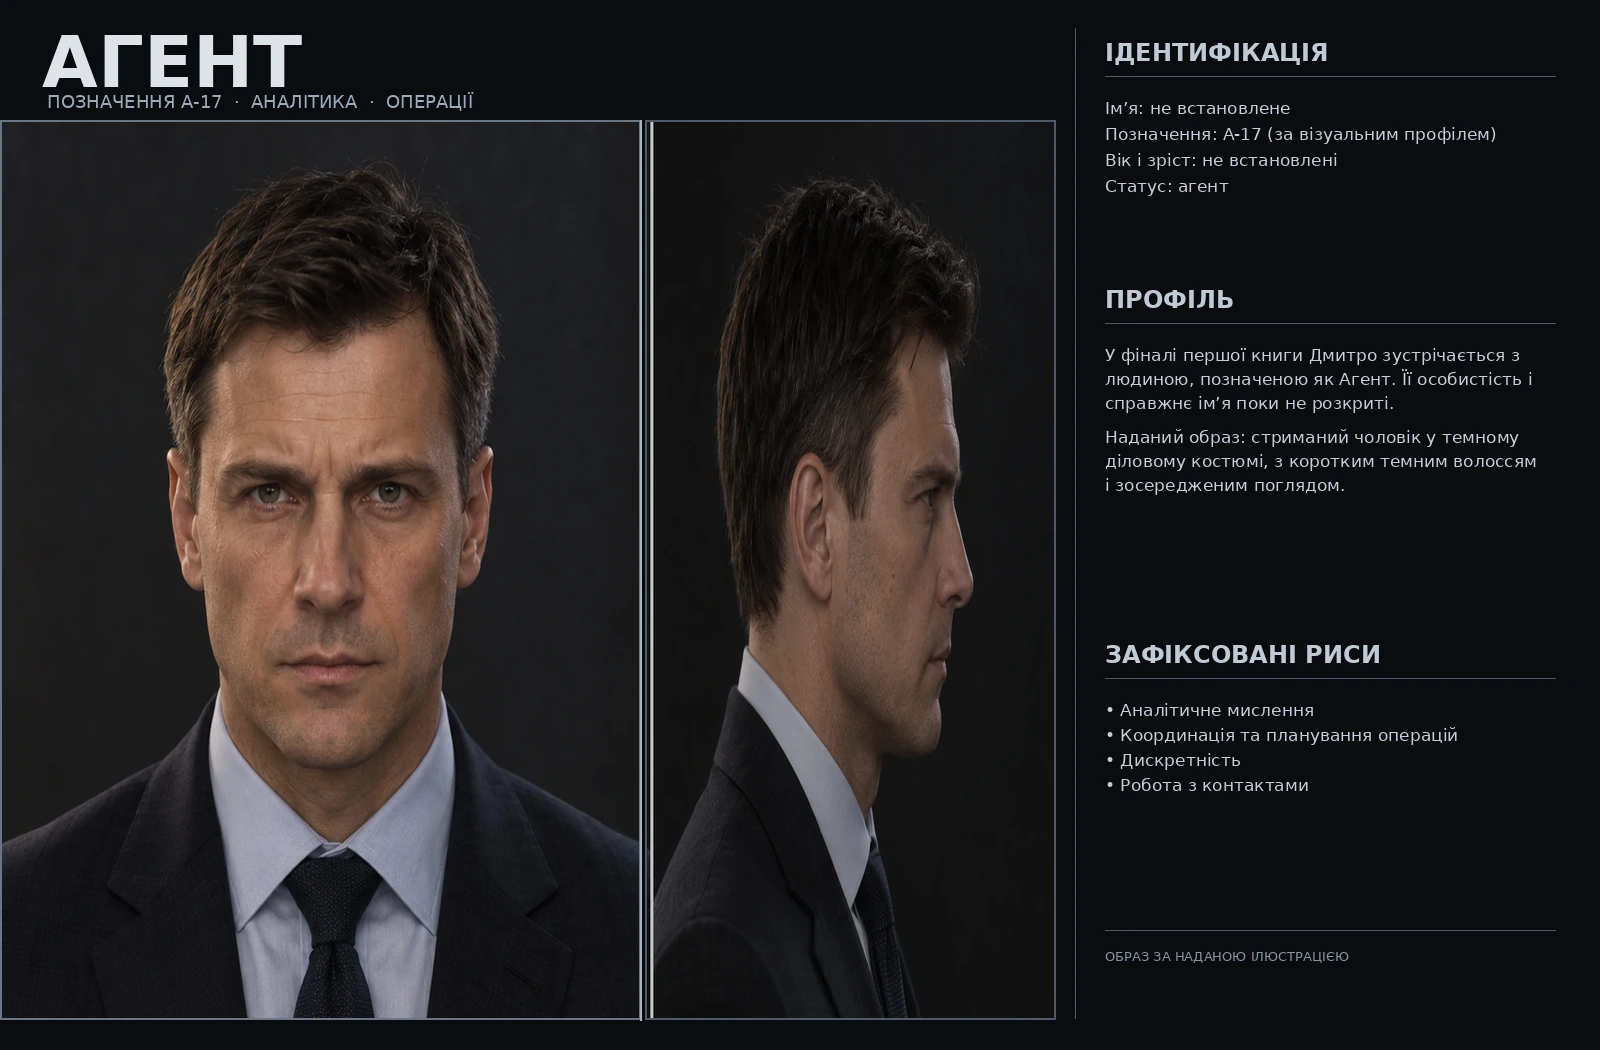 АГЕНТ
ПОЗНАЧЕННЯ А-17 · АНАЛІТИКА · ОПЕРАЦІЇ
ІДЕНТИФІКАЦІЯ
Ім’я: не встановлене
Позначення: А-17 (за візуальним профілем)
Вік і зріст: не встановлені
Статус: агент
ПРОФІЛЬ
У фіналі першої книги Дмитро зустрічається з
людиною, позначеною як Агент. Її особистість і
справжнє ім’я поки не розкриті.
Наданий образ: стриманий чоловік у темному
діловому костюмі, з коротким темним волоссям
і зосередженим поглядом.
ЗАФІКСОВАНІ РИСИ
• Аналітичне мислення
• Координація та планування операцій
• Дискретність
• Робота з контактами
ОБРАЗ ЗА НАДАНОЮ ІЛЮСТРАЦІЄЮ